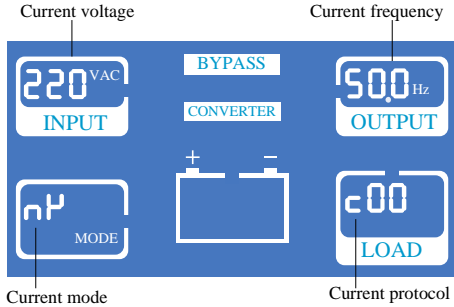 Current voltage
Current frequency
220 VAC
INPUT
BYPASS
CONVERTER
50.0 Hz
OUTPUT
+ −
nP
MODE
c00
LOAD
Current mode
Current protocol